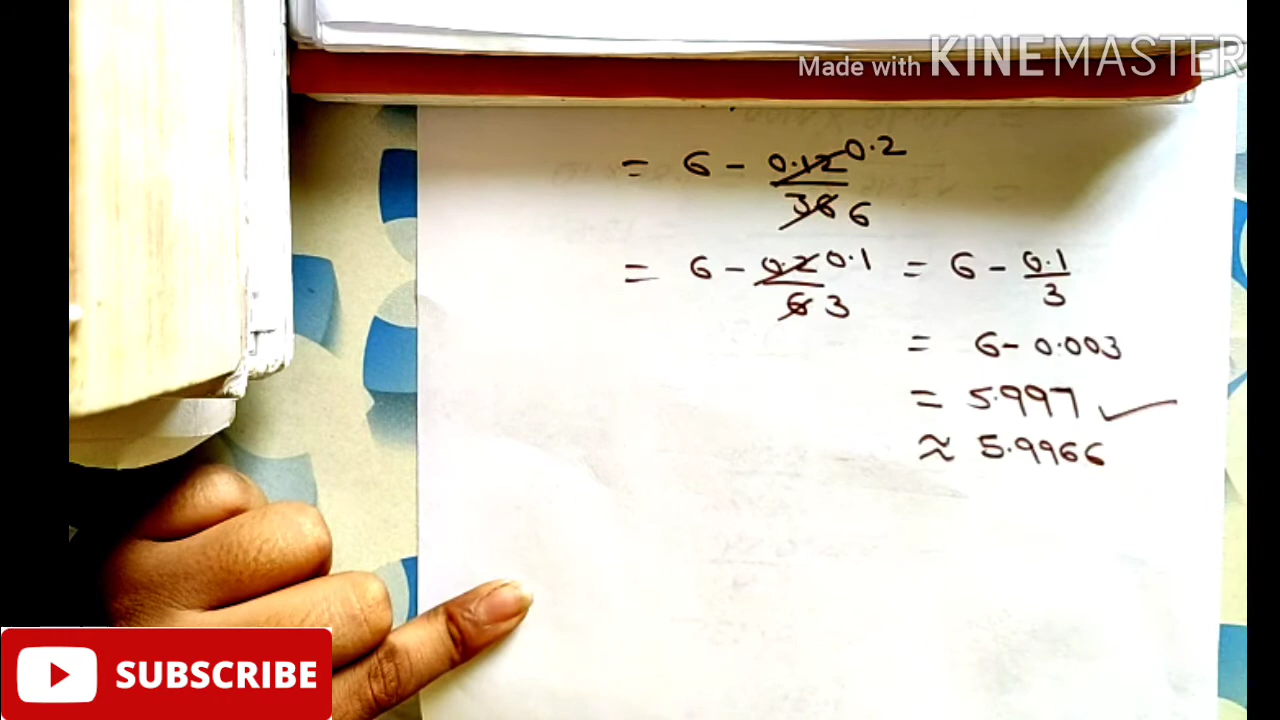 Made with KINEMASTER
= 6 - 0.12 0.2 / 36 6
= 6 - 0.2 0.1 / 6 3 = 6 - 0.1 / 3
= 6 - 0.003
= 5.997 ✓
≈ 5.9966
SUBSCRIBE